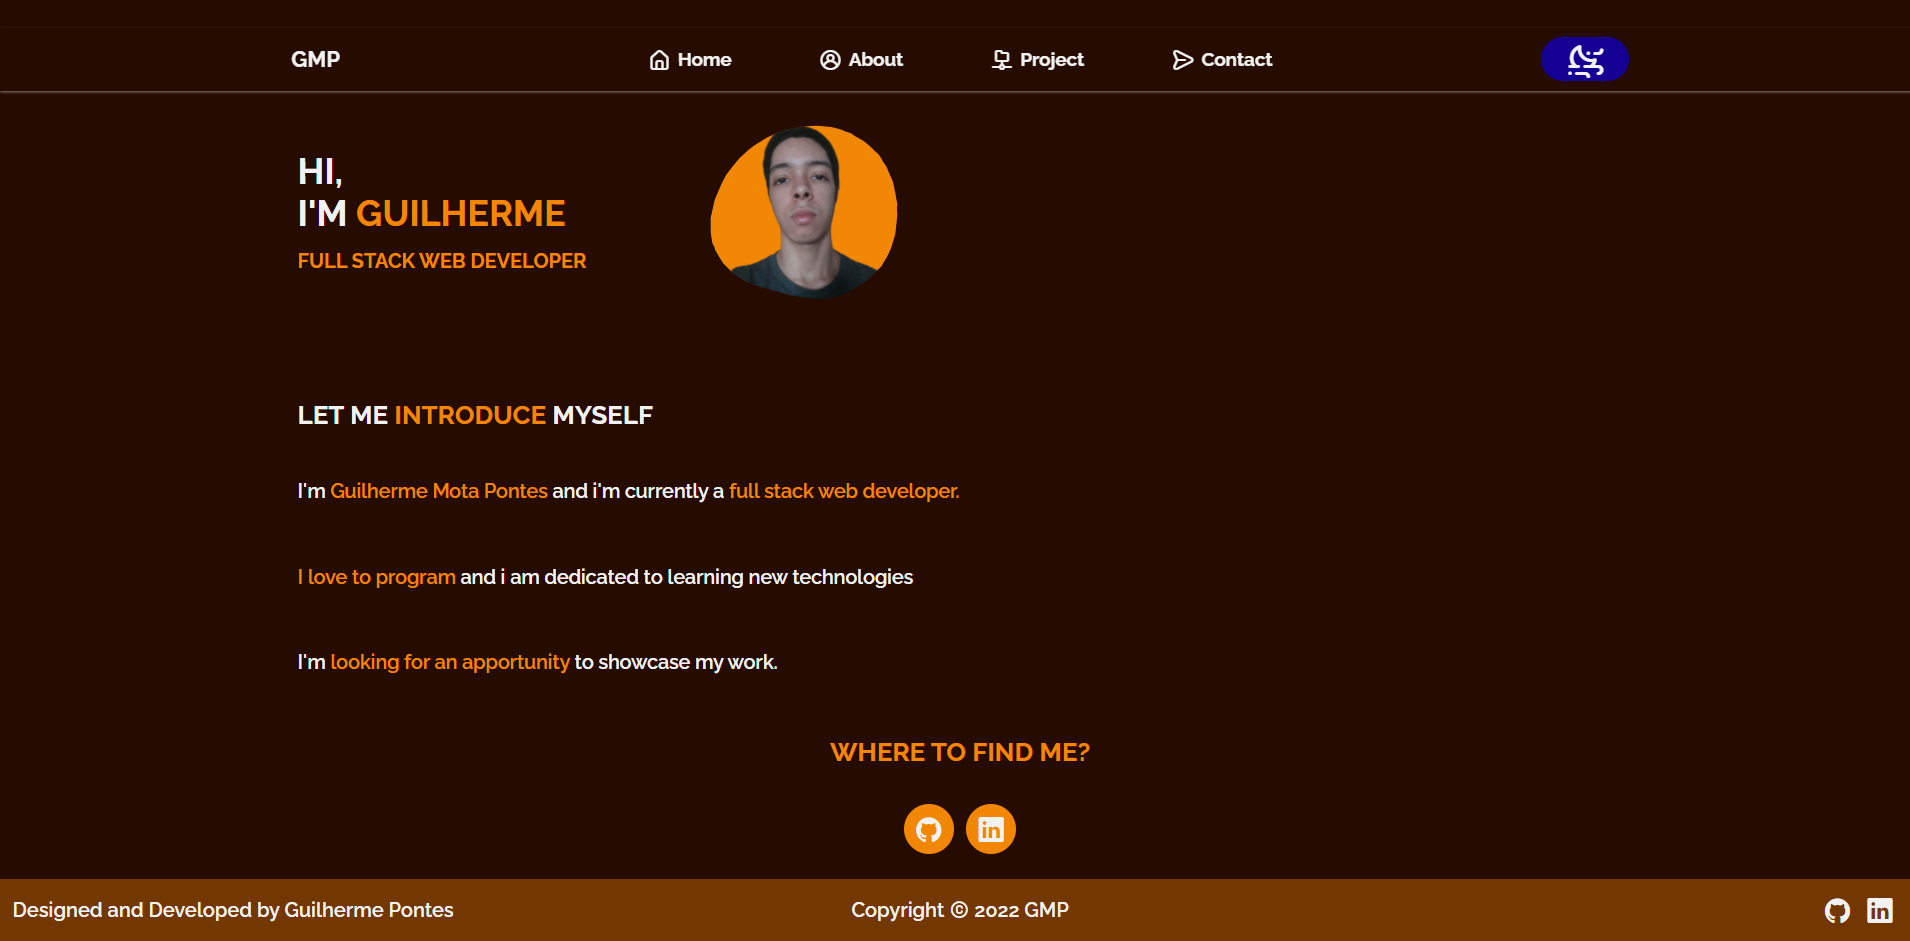 GMP
Home
About
Project
Contact
HI,
I'M GUILHERME
FULL STACK WEB DEVELOPER
LET ME INTRODUCE MYSELF
I'm Guilherme Mota Pontes and i'm currently a full stack web developer.
I love to program and i am dedicated to learning new technologies
I'm looking for an apportunity to showcase my work.
WHERE TO FIND ME?
Designed and Developed by Guilherme Pontes
Copyright © 2022 GMP